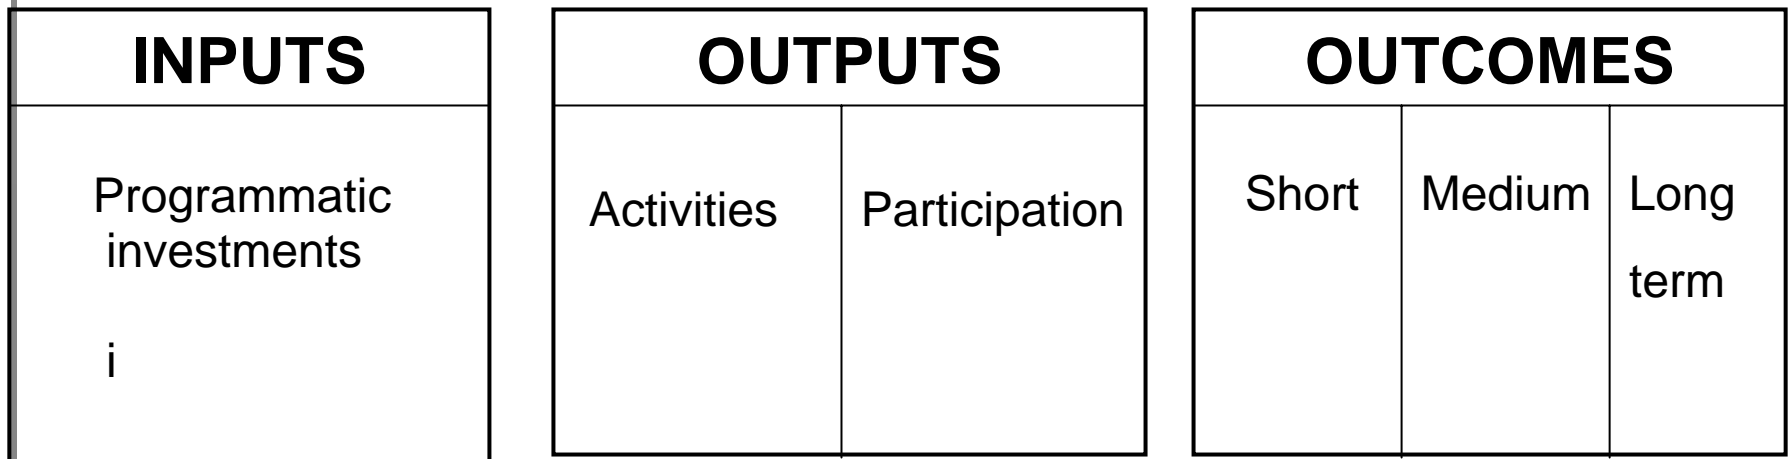 INPUTS
Programmatic
investments
i
OUTPUTS
Activities
Participation
OUTCOMES
Short
Medium
Long
term